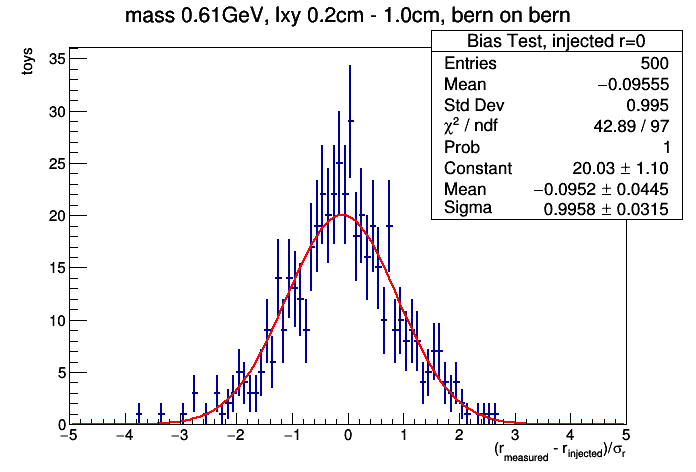 mass 0.61GeV, lxy 0.2cm - 1.0cm, bern on bern
Bias Test, injected r=0
Entries 500
Mean −0.09555
Std Dev 0.995
χ² / ndf 42.89 / 97
Prob 1
Constant 20.03 ± 1.10
Mean −0.0952 ± 0.0445
Sigma 0.9958 ± 0.0315
toys
35
30
25
20
15
10
5
0
−5 −4 −3 −2 −1 0 1 2 3 4 5
(r_measured - r_injected)/σ_r